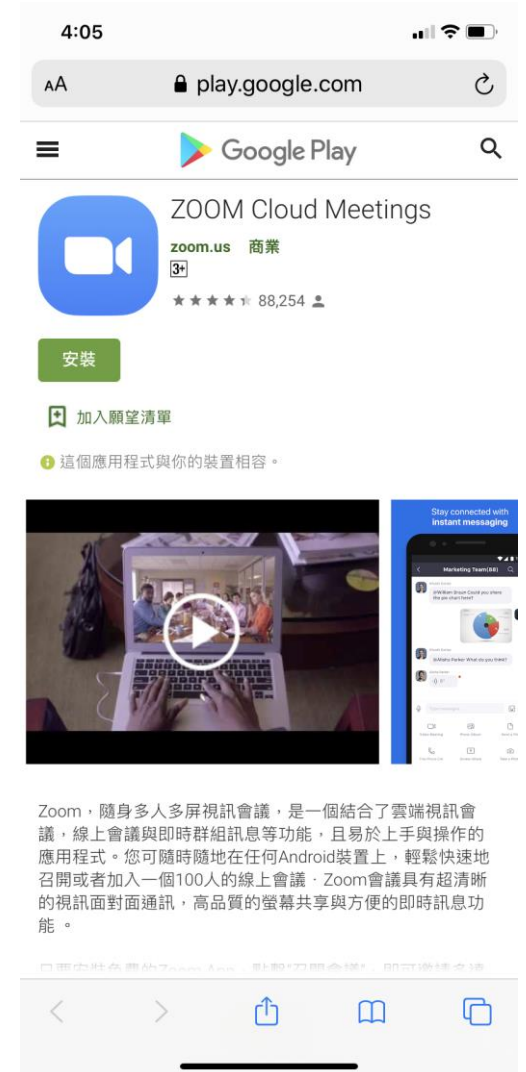 4:05
AA play.google.com
Google Play
ZOOM Cloud Meetings
zoom.us 商業
3+
88,254
安裝
加入願望清單
這個應用程式與你的裝置相容。
Stay connected with
instant messaging
Marketing Team(88)
Zoom，隨身多人多屏視訊會議，是一個結合了雲端視訊會
議，線上會議與即時群組訊息等功能，且易於上手與操作的
應用程式。您可隨時隨地在任何Android裝置上，輕鬆快速地
召開或者加入一個100人的線上會議．Zoom會議具有超清晰
的視訊面對面通訊，高品質的螢幕共享與方便的即時訊息功
能 。